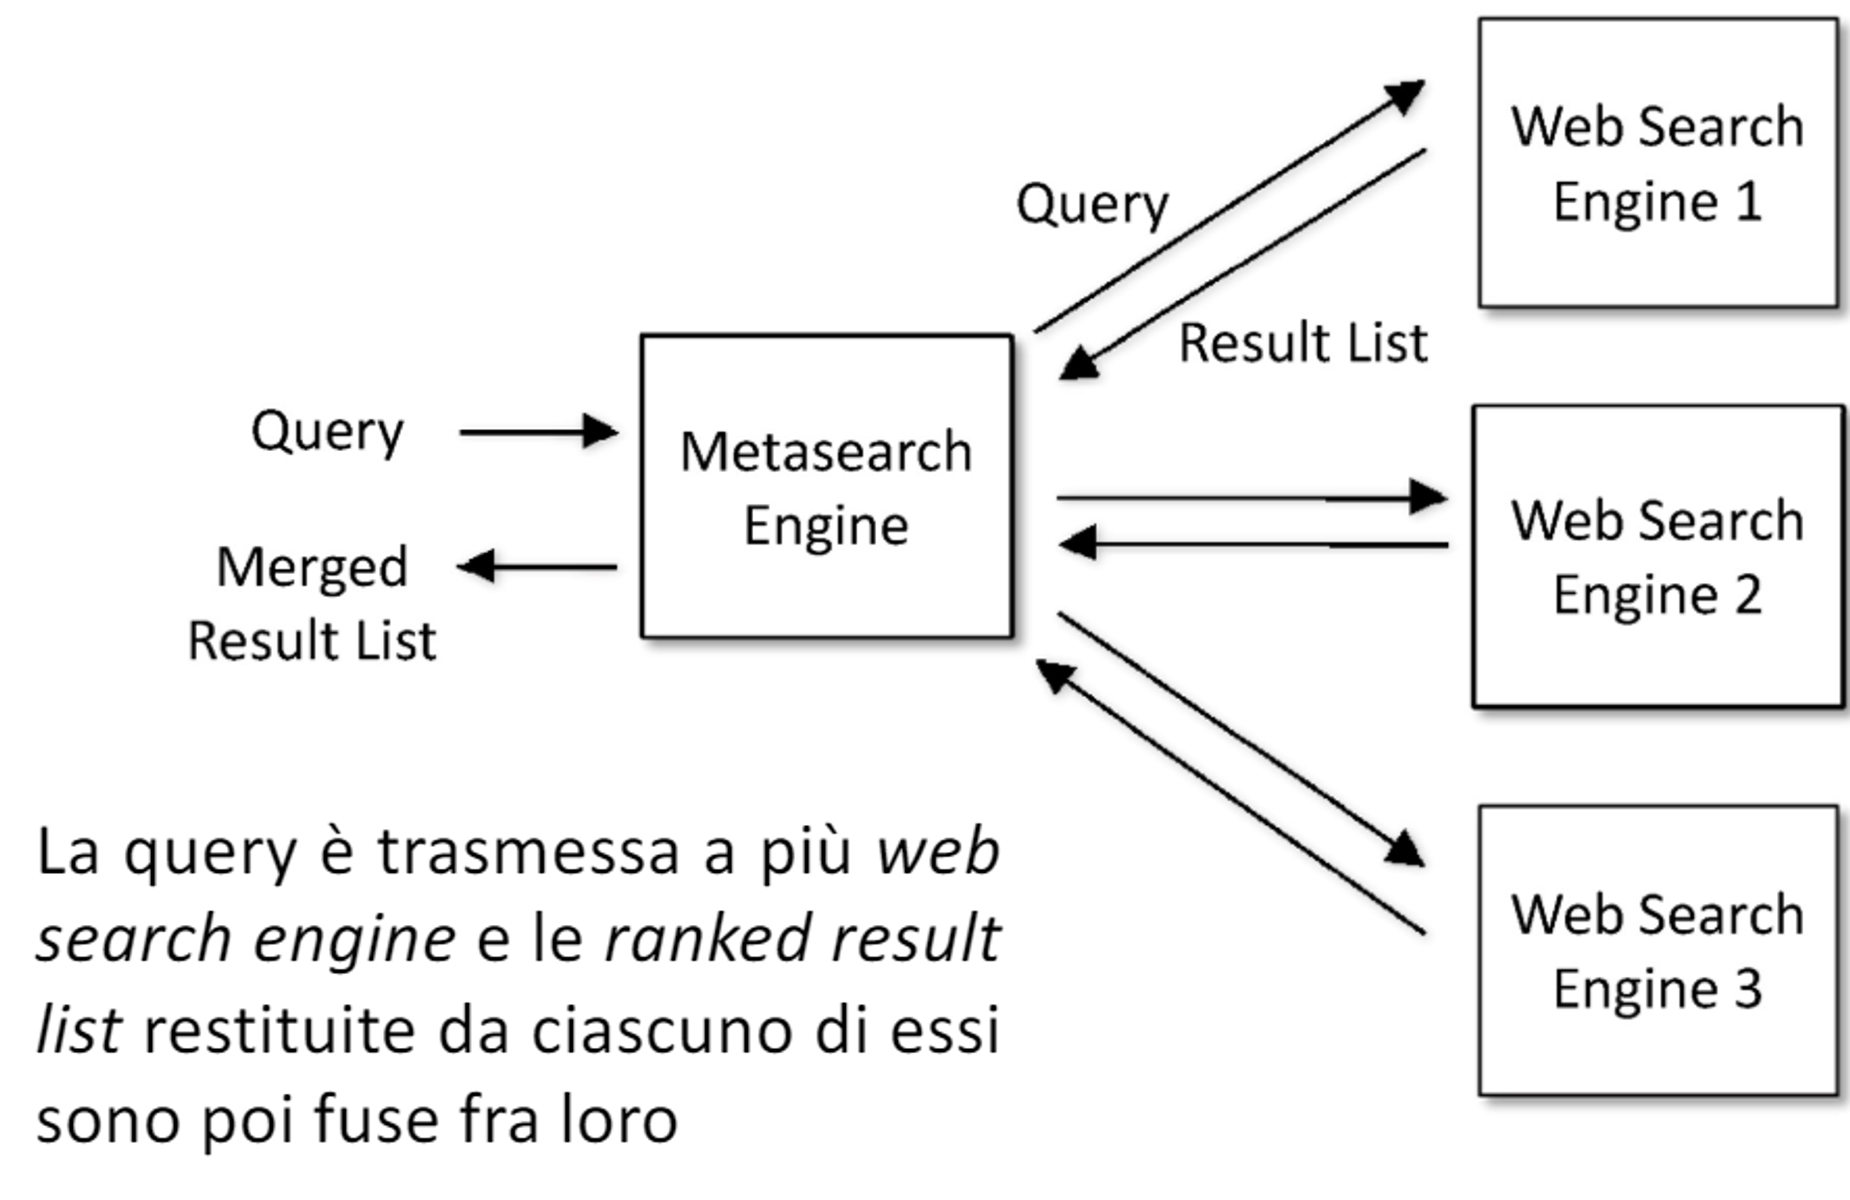 Web Search
Engine 1
Query
Result List
Query
Metasearch
Engine
Merged
Result List
Web Search
Engine 2
Web Search
Engine 3
La query è trasmessa a più web
search engine e le ranked result
list restituite da ciascuno di essi
sono poi fuse fra loro